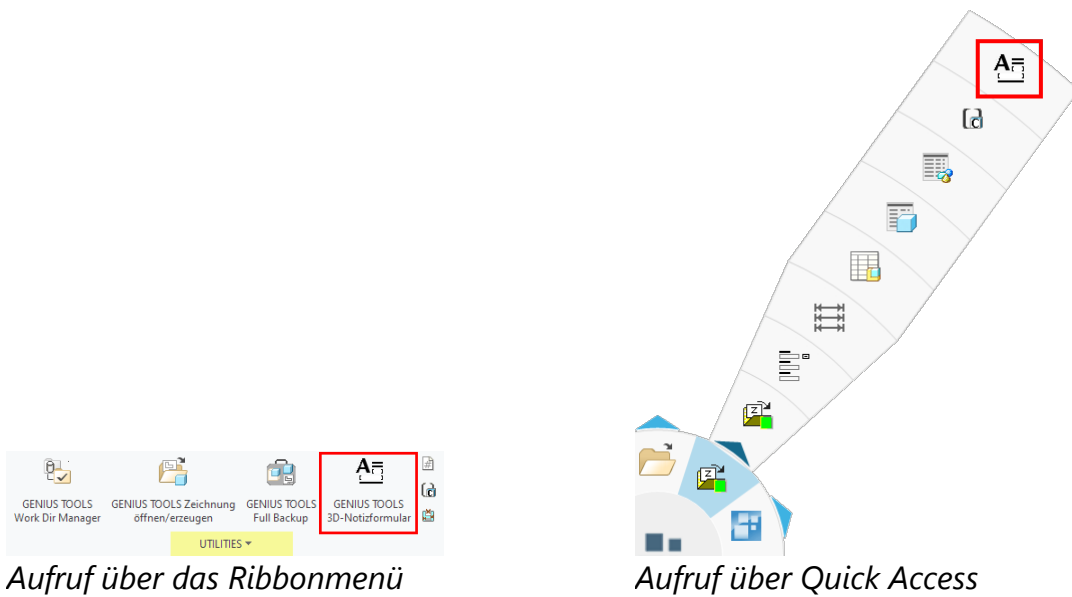 GENIUS TOOLS
Work Dir Manager
GENIUS TOOLS Zeichnung
öffnen/erzeugen
GENIUS TOOLS
Full Backup
A
GENIUS TOOLS
3D-Notizformular
#
c
UTILITIES
A
c
z
z
Aufruf über das Ribbonmenü
Aufruf über Quick Access